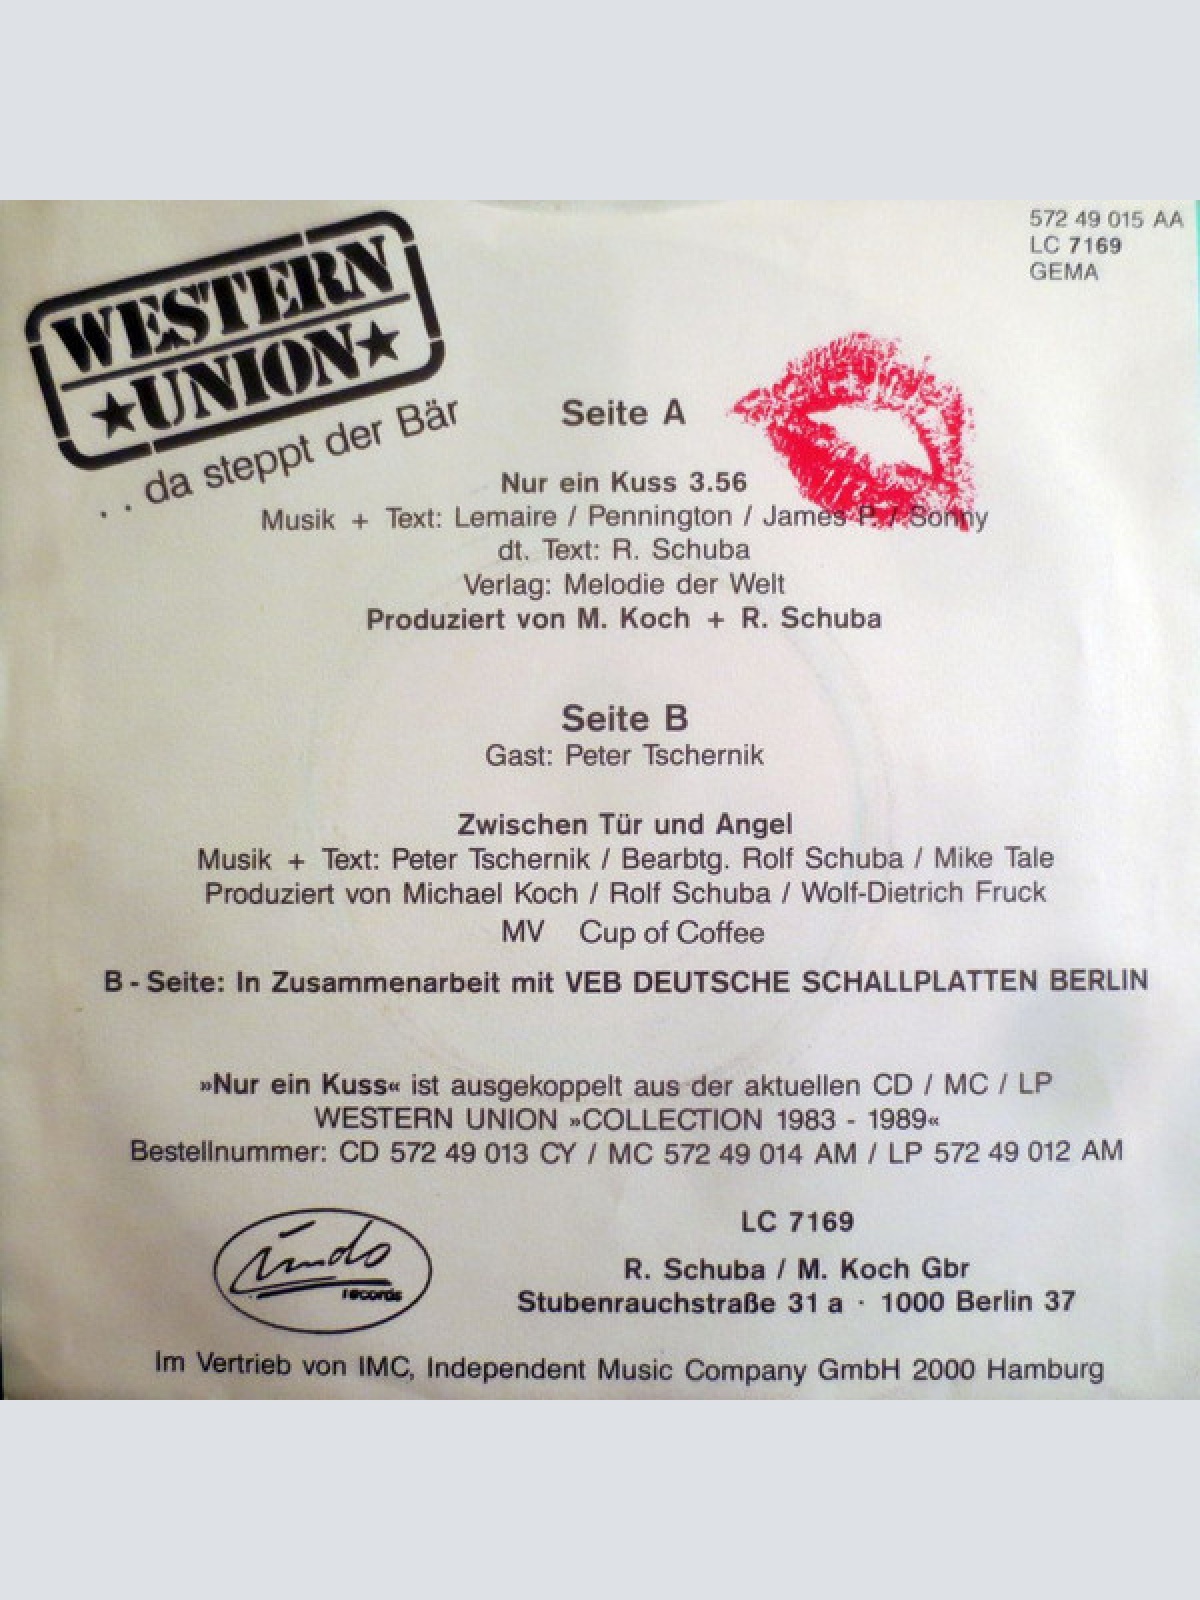 572 49 015 AA
LC 7169
GEMA
WESTERN
★UNION★
. . da steppt der Bär
Seite A
Nur ein Kuss 3.56
Musik + Text: Lemaire / Pennington / James P. / Sonny
dt. Text: R. Schuba
Verlag: Melodie der Welt
Produziert von M. Koch + R. Schuba
Seite B
Gast: Peter Tschernik
Zwischen Tür und Angel
Musik + Text: Peter Tschernik / Bearbtg. Rolf Schuba / Mike Tale
Produziert von Michael Koch / Rolf Schuba / Wolf-Dietrich Fruck
MV Cup of Coffee
B - Seite: In Zusammenarbeit mit VEB DEUTSCHE SCHALLPLATTEN BERLIN
»Nur ein Kuss« ist ausgekoppelt aus der aktuellen CD / MC / LP
WESTERN UNION »COLLECTION 1983 - 1989«
Bestellnummer: CD 572 49 013 CY / MC 572 49 014 AM / LP 572 49 012 AM
undo
records
LC 7169
R. Schuba / M. Koch Gbr
Stubenrauchstraße 31 a · 1000 Berlin 37
Im Vertrieb von IMC, Independent Music Company GmbH 2000 Hamburg